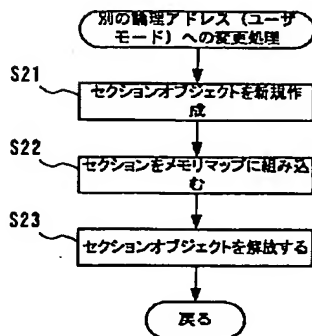 別の論理アドレス（ユーザ
モード）への変更処理
S21
セクションオブジェクトを新規作
成
S22
セクションをメモリマップに組み込
む
S23
セクションオブジェクトを解放する
戻る